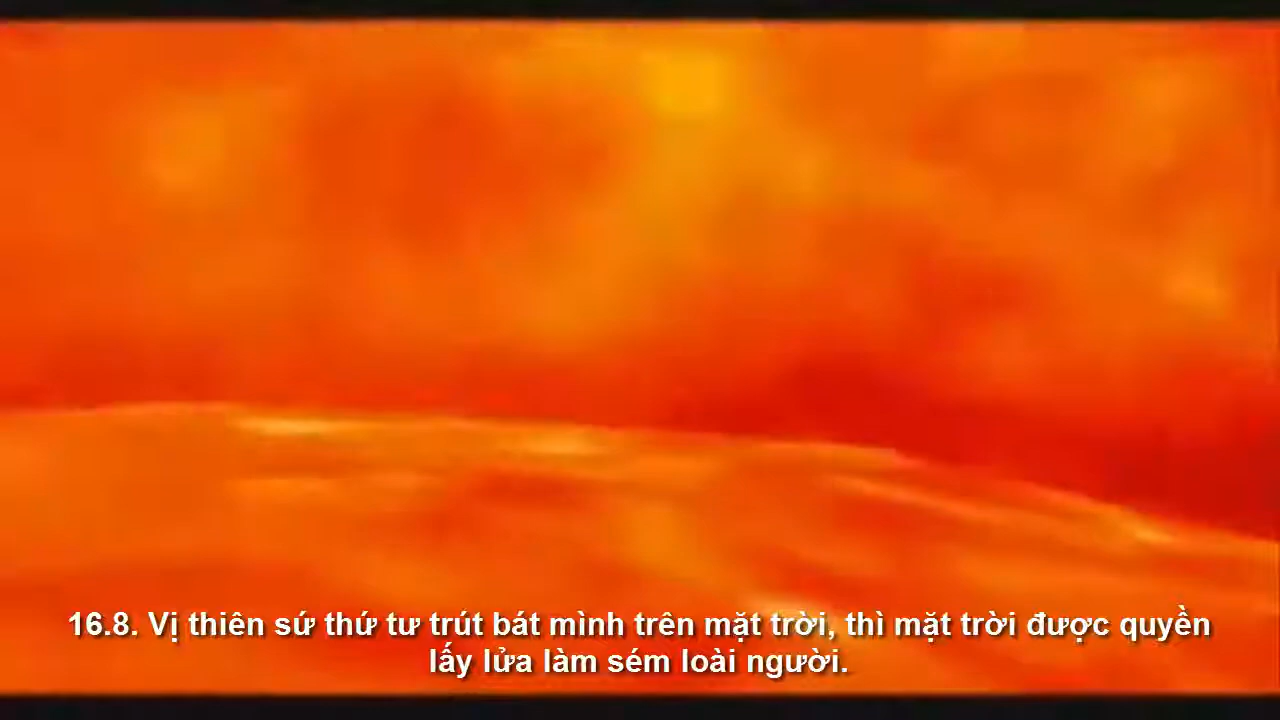 16.8. Vị thiên sứ thứ tư trút bát mình trên mặt trời, thì mặt trời được quyền
lấy lửa làm sém loài người.